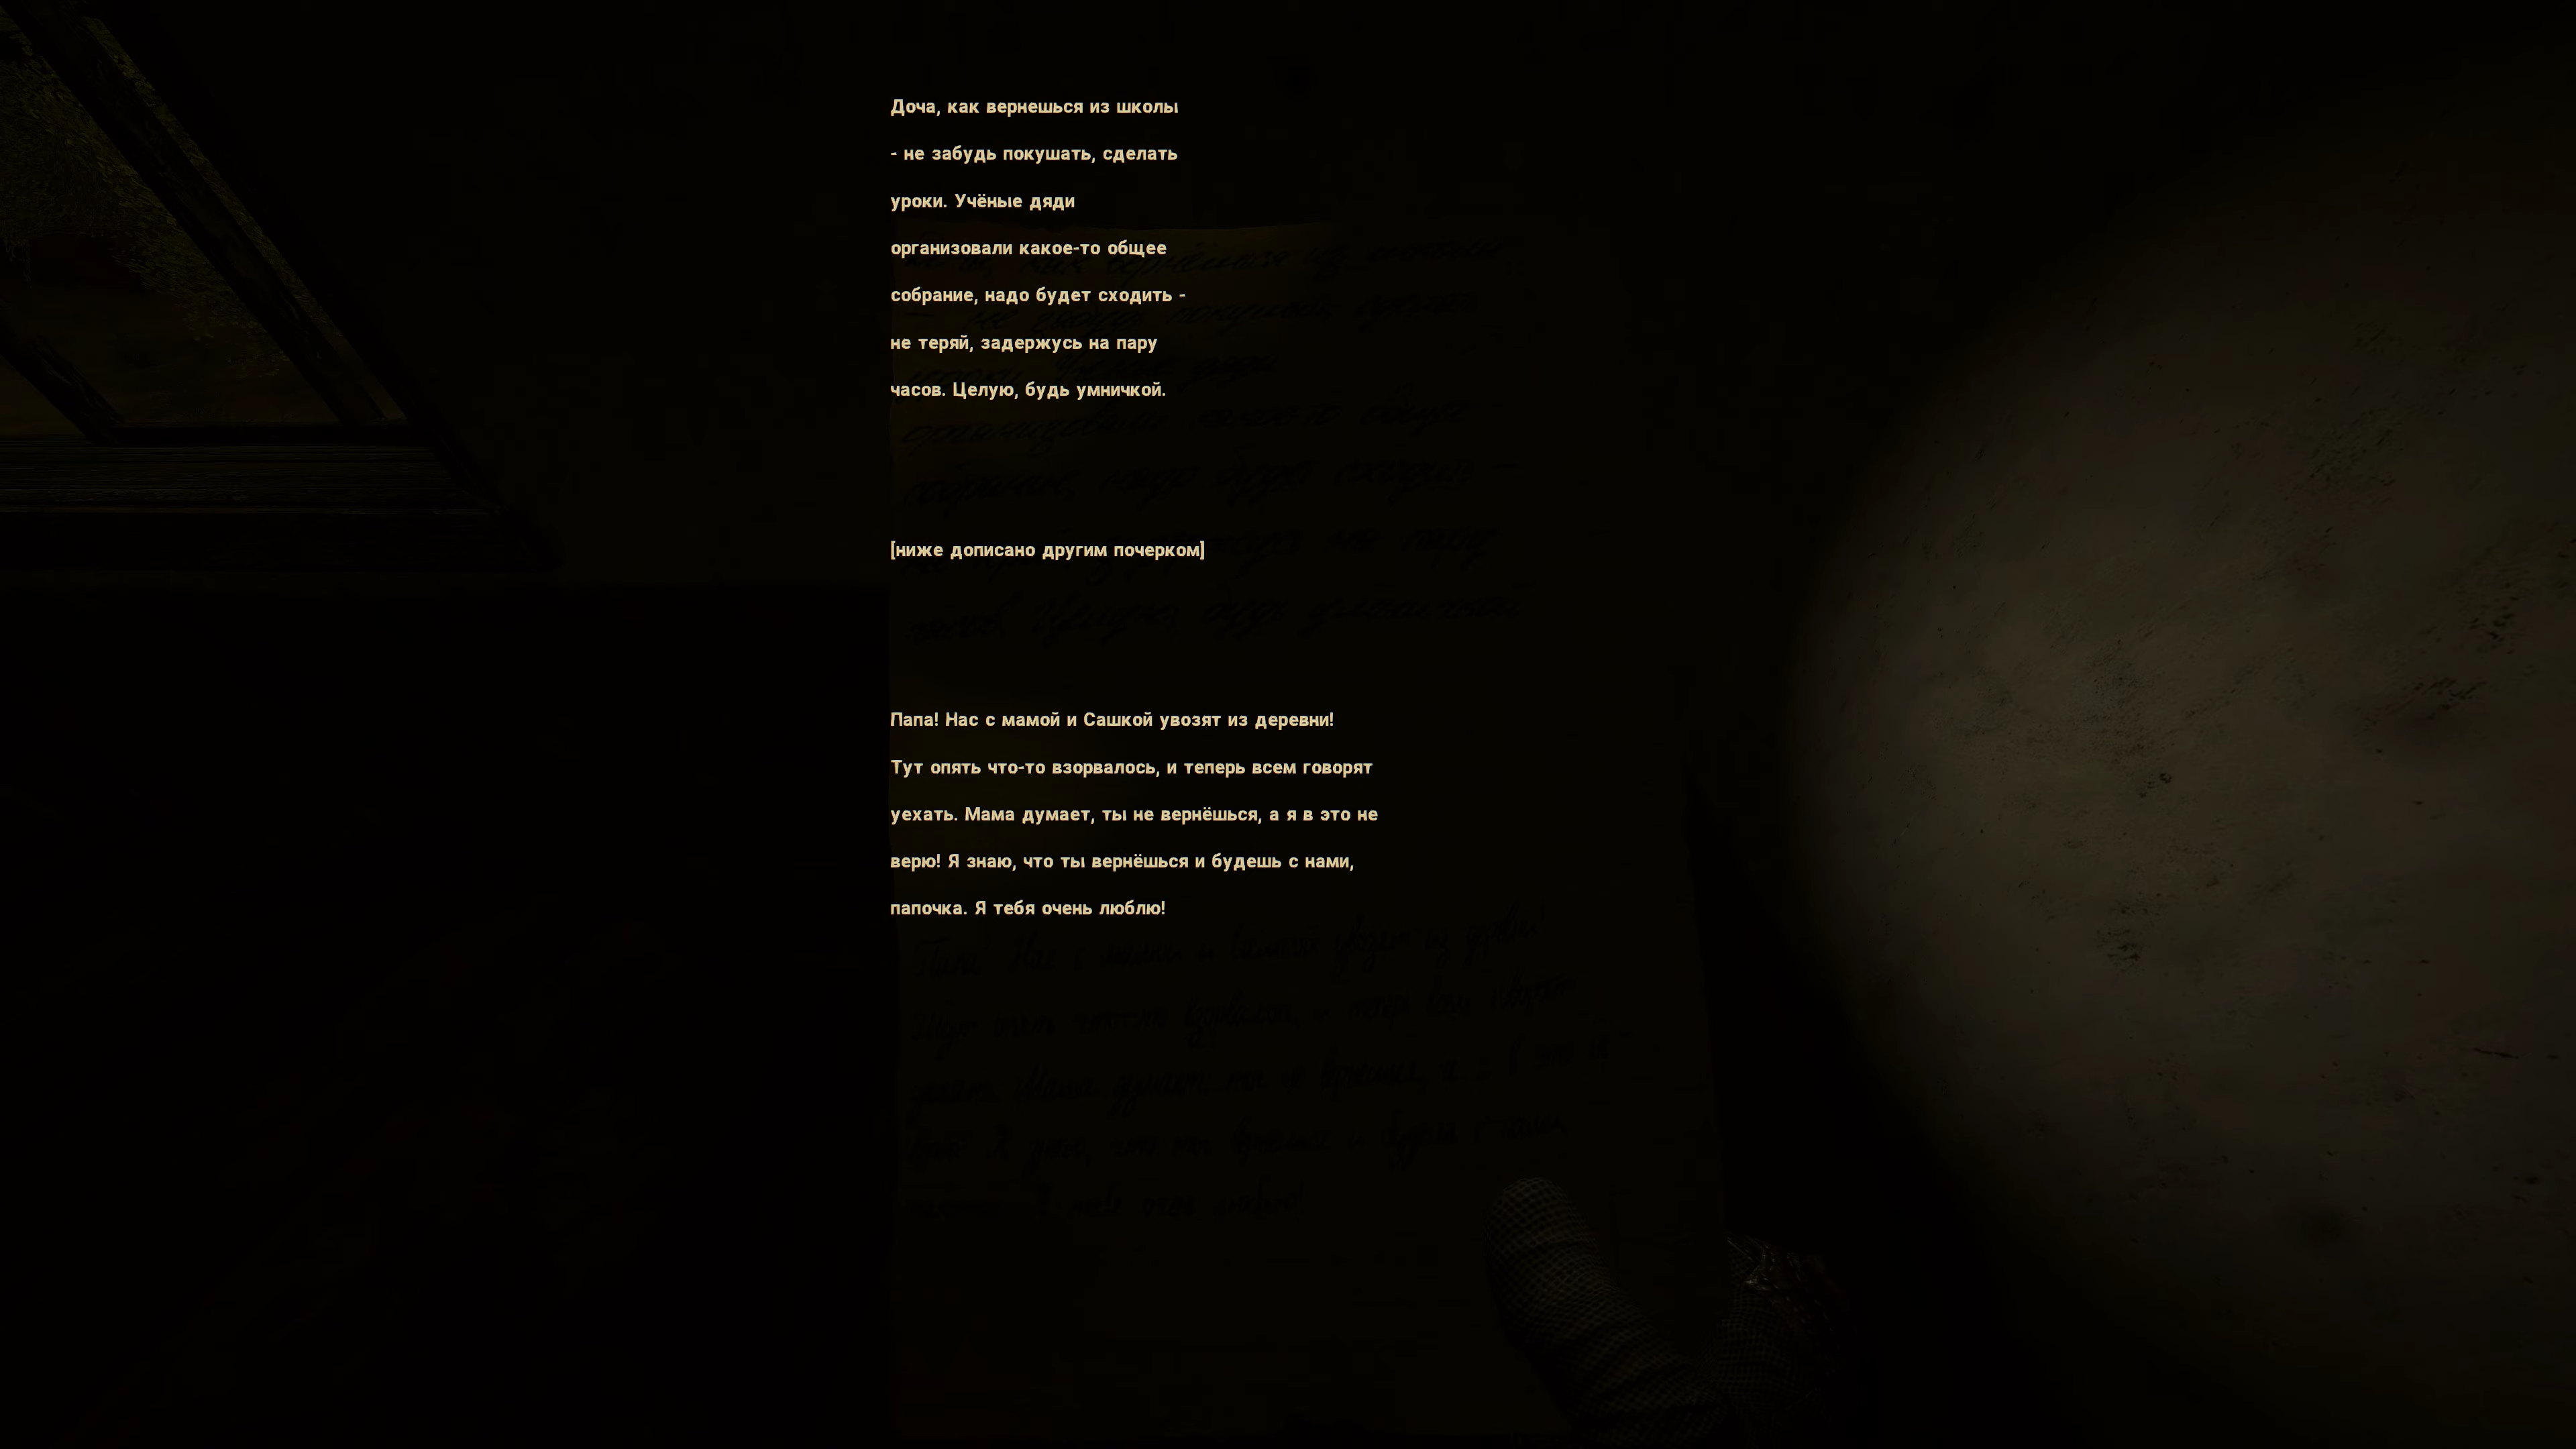 Доча, как вернешься из школы
- не забудь покушать, сделать
уроки. Учёные дяди
организовали какое-то общее
собрание, надо будет сходить -
не теряй, задержусь на пару
часов. Целую, будь умничкой.
[ниже дописано другим почерком]
Папа! Нас с мамой и Сашкой увозят из деревни!
Тут опять что-то взорвалось, и теперь всем говорят
уехать. Мама думает, ты не вернёшься, а я в это не
верю! Я знаю, что ты вернёшься и будешь с нами,
папочка. Я тебя очень люблю!